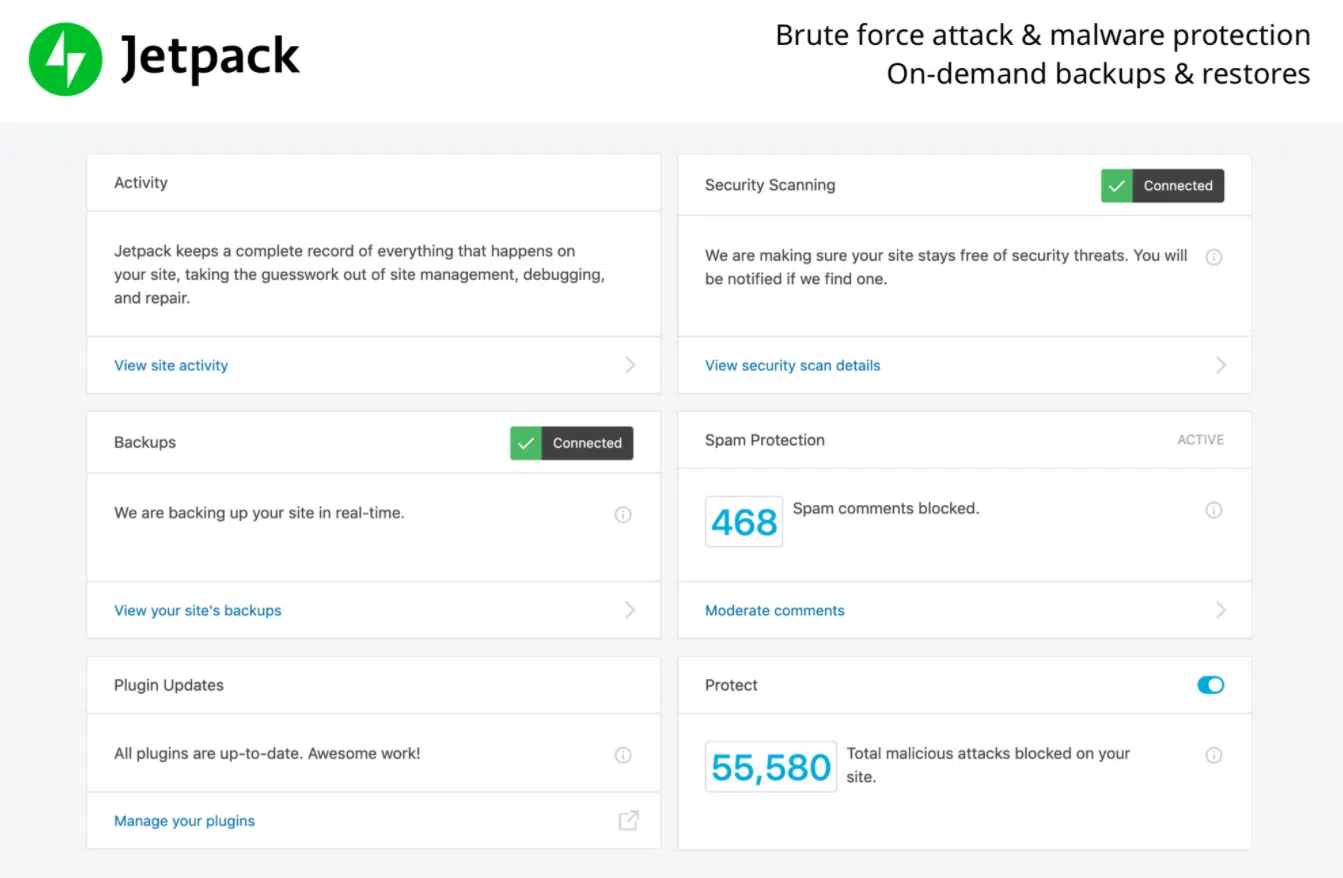 Jetpack
Brute force attack & malware protection
On-demand backups & restores
Activity
Jetpack keeps a complete record of everything that happens on
your site, taking the guesswork out of site management, debugging,
and repair.
View site activity
Security Scanning
Connected
We are making sure your site stays free of security threats. You will
be notified if we find one.
View security scan details
Backups
Connected
We are backing up your site in real-time.
View your site's backups
Spam Protection
ACTIVE
468
Spam comments blocked.
Moderate comments
Plugin Updates
All plugins are up-to-date. Awesome work!
Manage your plugins
Protect
55,580
Total malicious attacks blocked on your
site.